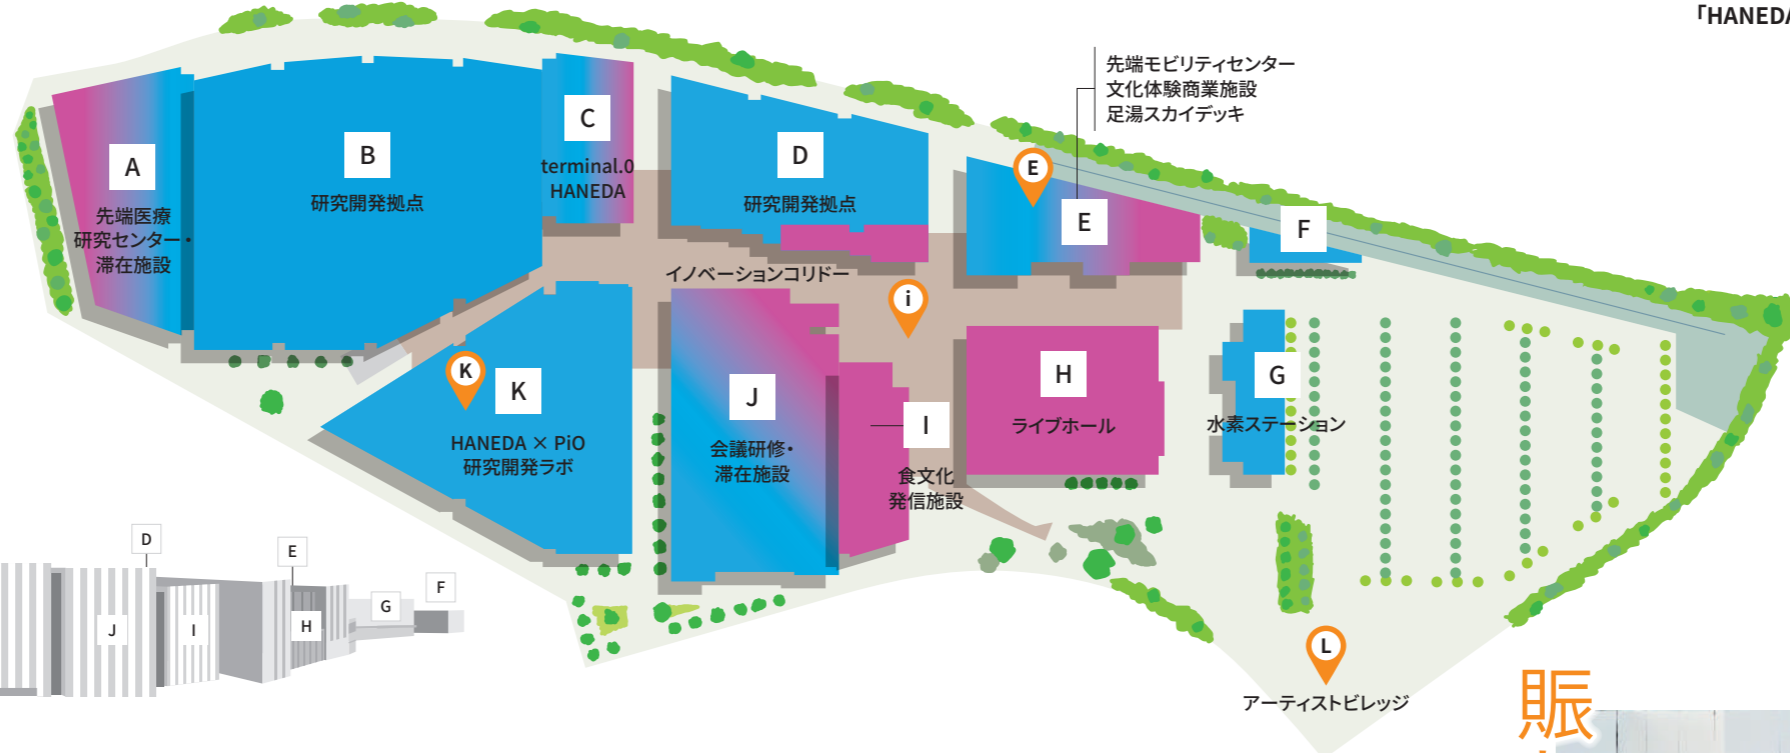 「HANEDA
先端モビリティセンター
文化体験商業施設
足湯スカイデッキ
A
先端医療
研究センター・
滞在施設
B
研究開発拠点
C
terminal.0
HANEDA
D
研究開発拠点
E
E
F
イノベーションコリドー
i
K
K
HANEDA × PiO
研究開発ラボ
J
会議研修・
滞在施設
I
食文化
発信施設
H
ライブホール
G
水素ステーション
L
アーティストビレッジ
D
E
F
G
H
I
J
賑